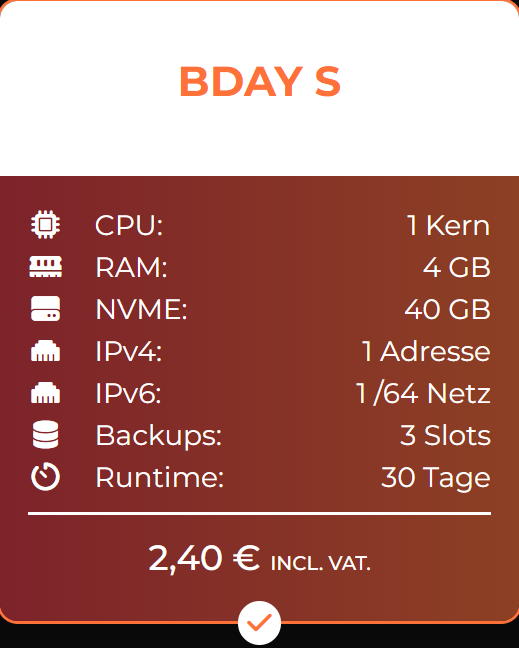 BDAY S
CPU: 1 Kern
RAM: 4 GB
NVME: 40 GB
IPv4: 1 Adresse
IPv6: 1 /64 Netz
Backups: 3 Slots
Runtime: 30 Tage
2,40 € INCL. VAT.